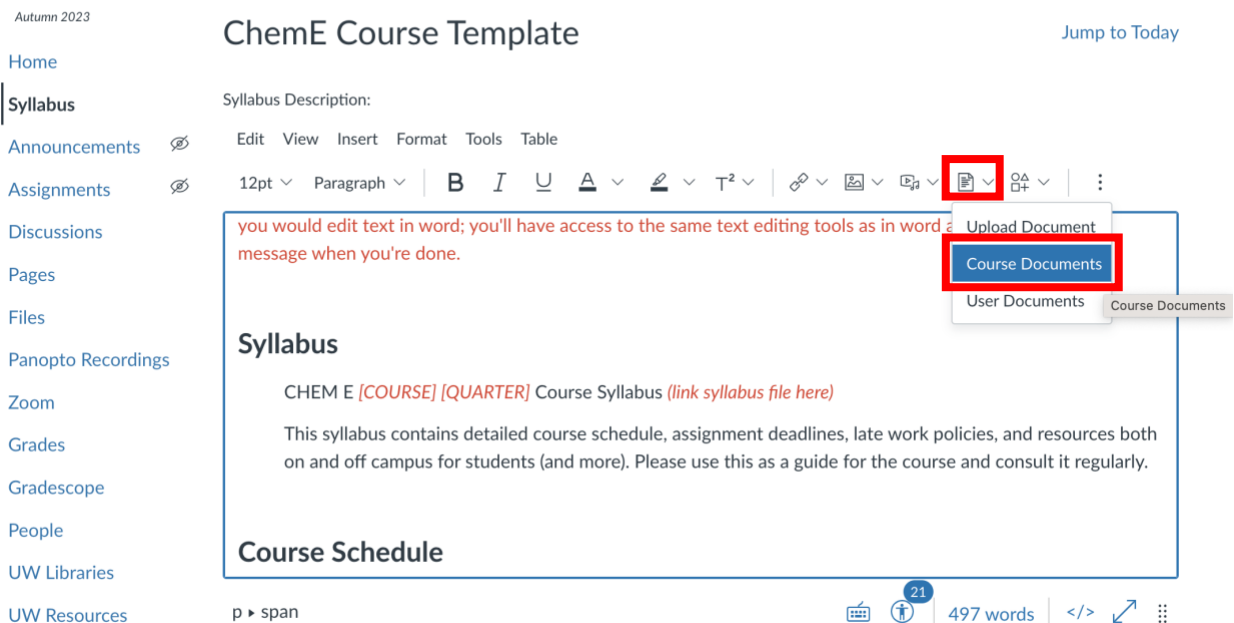 Autumn 2023
ChemE Course Template
Jump to Today
Home
Syllabus
Announcements
Assignments
Discussions
Pages
Files
Panopto Recordings
Zoom
Grades
Gradescope
People
UW Libraries
UW Resources
Syllabus Description:
Edit View Insert Format Tools Table
12pt Paragraph B I U A T²
Upload Document
Course Documents
User Documents
Course Documents
you would edit text in word; you'll have access to the same text editing tools as in word
message when you're done.
Syllabus
CHEM E [COURSE] [QUARTER] Course Syllabus (link syllabus file here)
This syllabus contains detailed course schedule, assignment deadlines, late work policies, and resources both
on and off campus for students (and more). Please use this as a guide for the course and consult it regularly.
Course Schedule
p ▸ span
21
497 words
</>